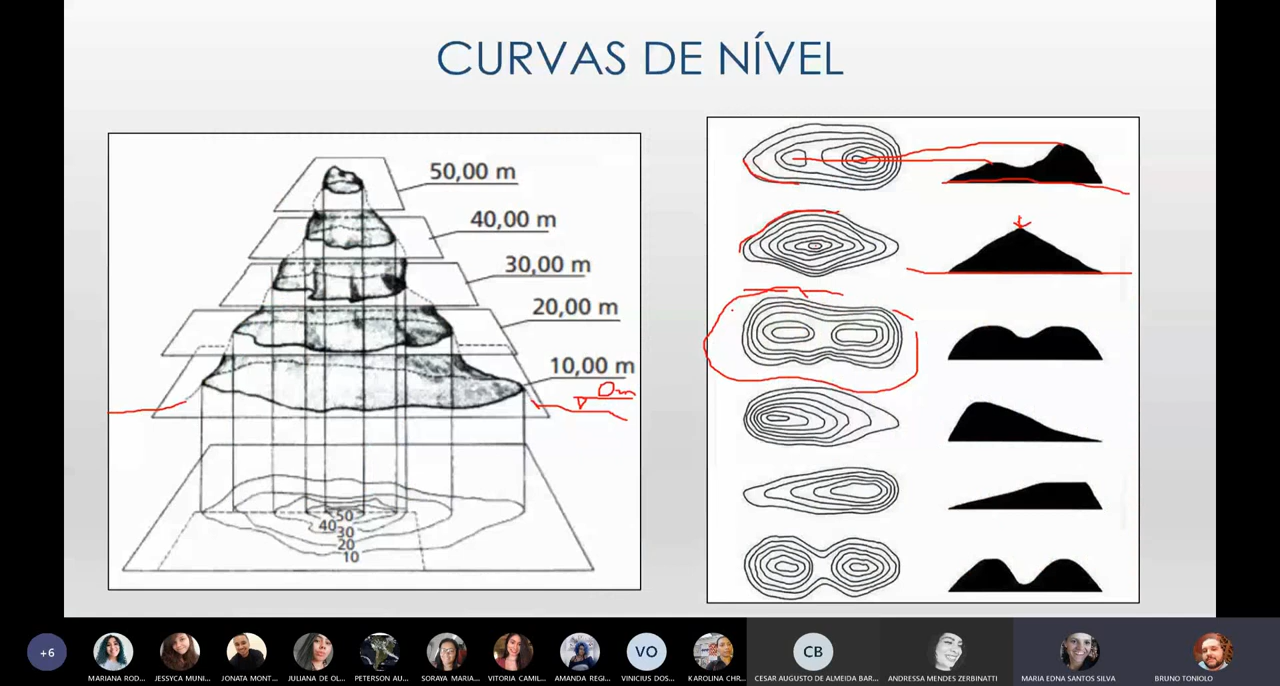 CURVAS DE NÍVEL
50,00 m
40,00 m
30,00 m
20,00 m
10,00 m
0m
50
40
30
20
10
+6
VO
CB
MARIANA ROD...
JESSYCA MUNI...
JONATA MONT...
JULIANA DE OL...
PETERSON AU...
SORAYA MARIA...
VITORIA CAMIL...
AMANDA REGI...
VINICIUS DOS...
KAROLINA CHR...
CESAR AUGUSTO DE ALMEIDA BAR...
ANDRESSA MENDES ZERBINATTI
MARIA EDNA SANTOS SILVA
BRUNO TONIOLO